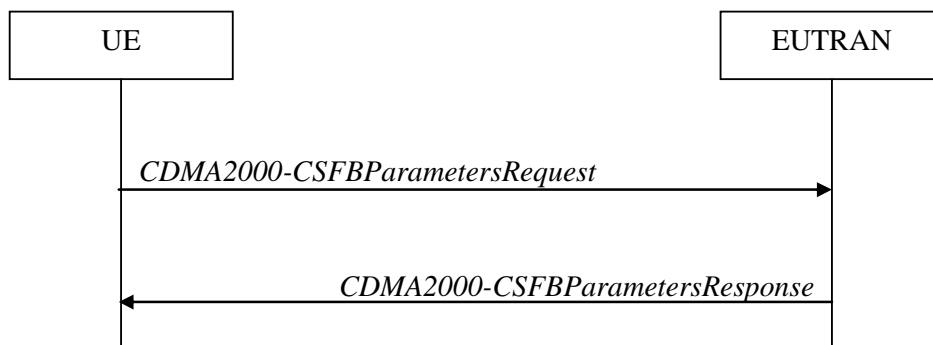 UE
EUTRAN
CDMA2000-CSFBParametersRequest
CDMA2000-CSFBParametersResponse